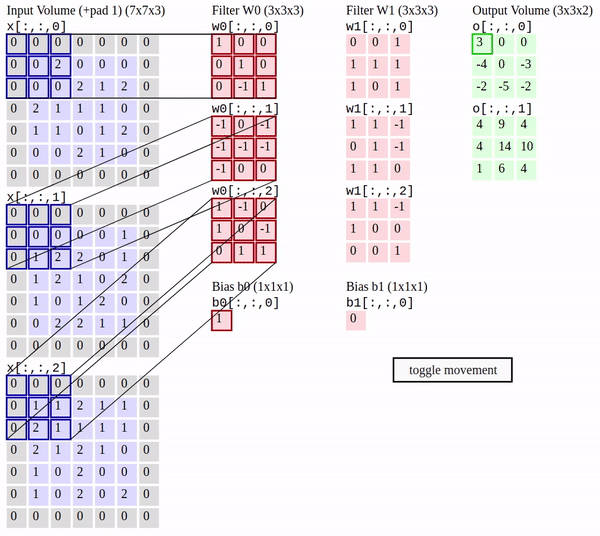 Input Volume (+pad 1) (7x7x3)
x[:,:,0]
0 0 0 0 0 0 0
0 0 2 0 0 0 0
0 0 0 2 1 2 0
0 2 1 1 1 0 0
0 1 1 0 1 2 0
0 0 0 2 1 0 0
0 0 0 0 0 0 0
x[:,:,1]
0 0 0 0 0 0 0
0 0 0 0 0 1 0
0 1 2 2 0 1 0
0 1 2 1 0 2 0
0 1 0 1 2 0 0
0 0 2 2 1 1 0
0 0 0 0 0 0 0
x[:,:,2]
0 0 0 0 0 0 0
0 1 1 2 1 1 0
0 2 1 1 1 1 0
0 2 1 2 1 0 0
0 1 0 2 0 0 0
0 1 0 2 0 2 0
0 0 0 0 0 0 0
Filter W0 (3x3x3)
w0[:,:,0]
1 0 0
0 1 0
0 -1 1
w0[:,:,1]
-1 0 -1
-1 -1 -1
-1 0 0
w0[:,:,2]
1 -1 0
1 0 -1
0 1 1
Bias b0 (1x1x1)
b0[:,:,0]
1
Filter W1 (3x3x3)
w1[:,:,0]
0 0 1
1 1 1
1 0 1
w1[:,:,1]
1 1 -1
0 1 -1
1 1 0
w1[:,:,2]
1 1 -1
1 0 0
0 0 1
Bias b1 (1x1x1)
b1[:,:,0]
0
Output Volume (3x3x2)
o[:,:,0]
3 0 0
-4 0 -3
-2 -5 -2
o[:,:,1]
4 9 4
4 14 10
1 6 4
toggle movement